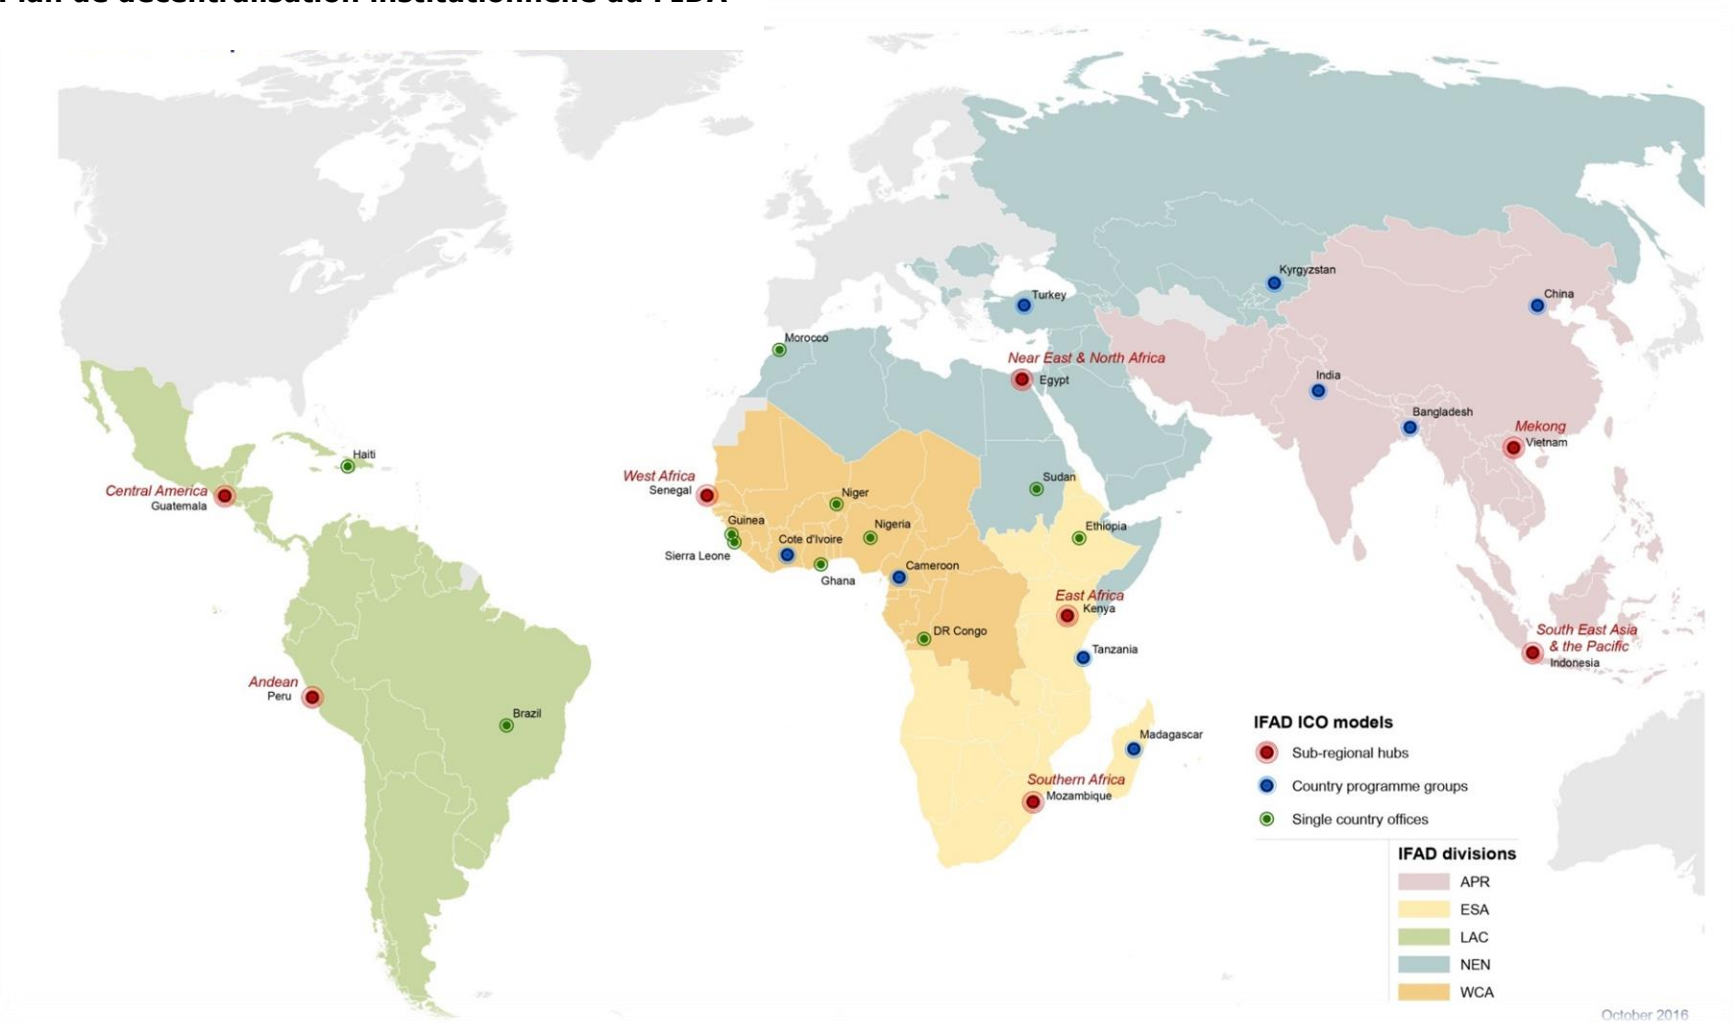 Plan de décentralisation institutionnelle du FIDA
Kyrgyzstan
Turkey
China
Morocco
Near East & North Africa
Egypt
India
Bangladesh
Mekong
Vietnam
Haiti
Central America
Guatemala
West Africa
Senegal
Niger
Sudan
Guinea
Nigeria
Ethiopia
Sierra Leone
Cote d'Ivoire
Ghana
Cameroon
East Africa
Kenya
DR Congo
Tanzania
South East Asia
& the Pacific
Indonesia
Andean
Peru
Brazil
Madagascar
Southern Africa
Mozambique
IFAD ICO models
Sub-regional hubs
Country programme groups
Single country offices
IFAD divisions
APR
ESA
LAC
NEN
WCA
October 2016